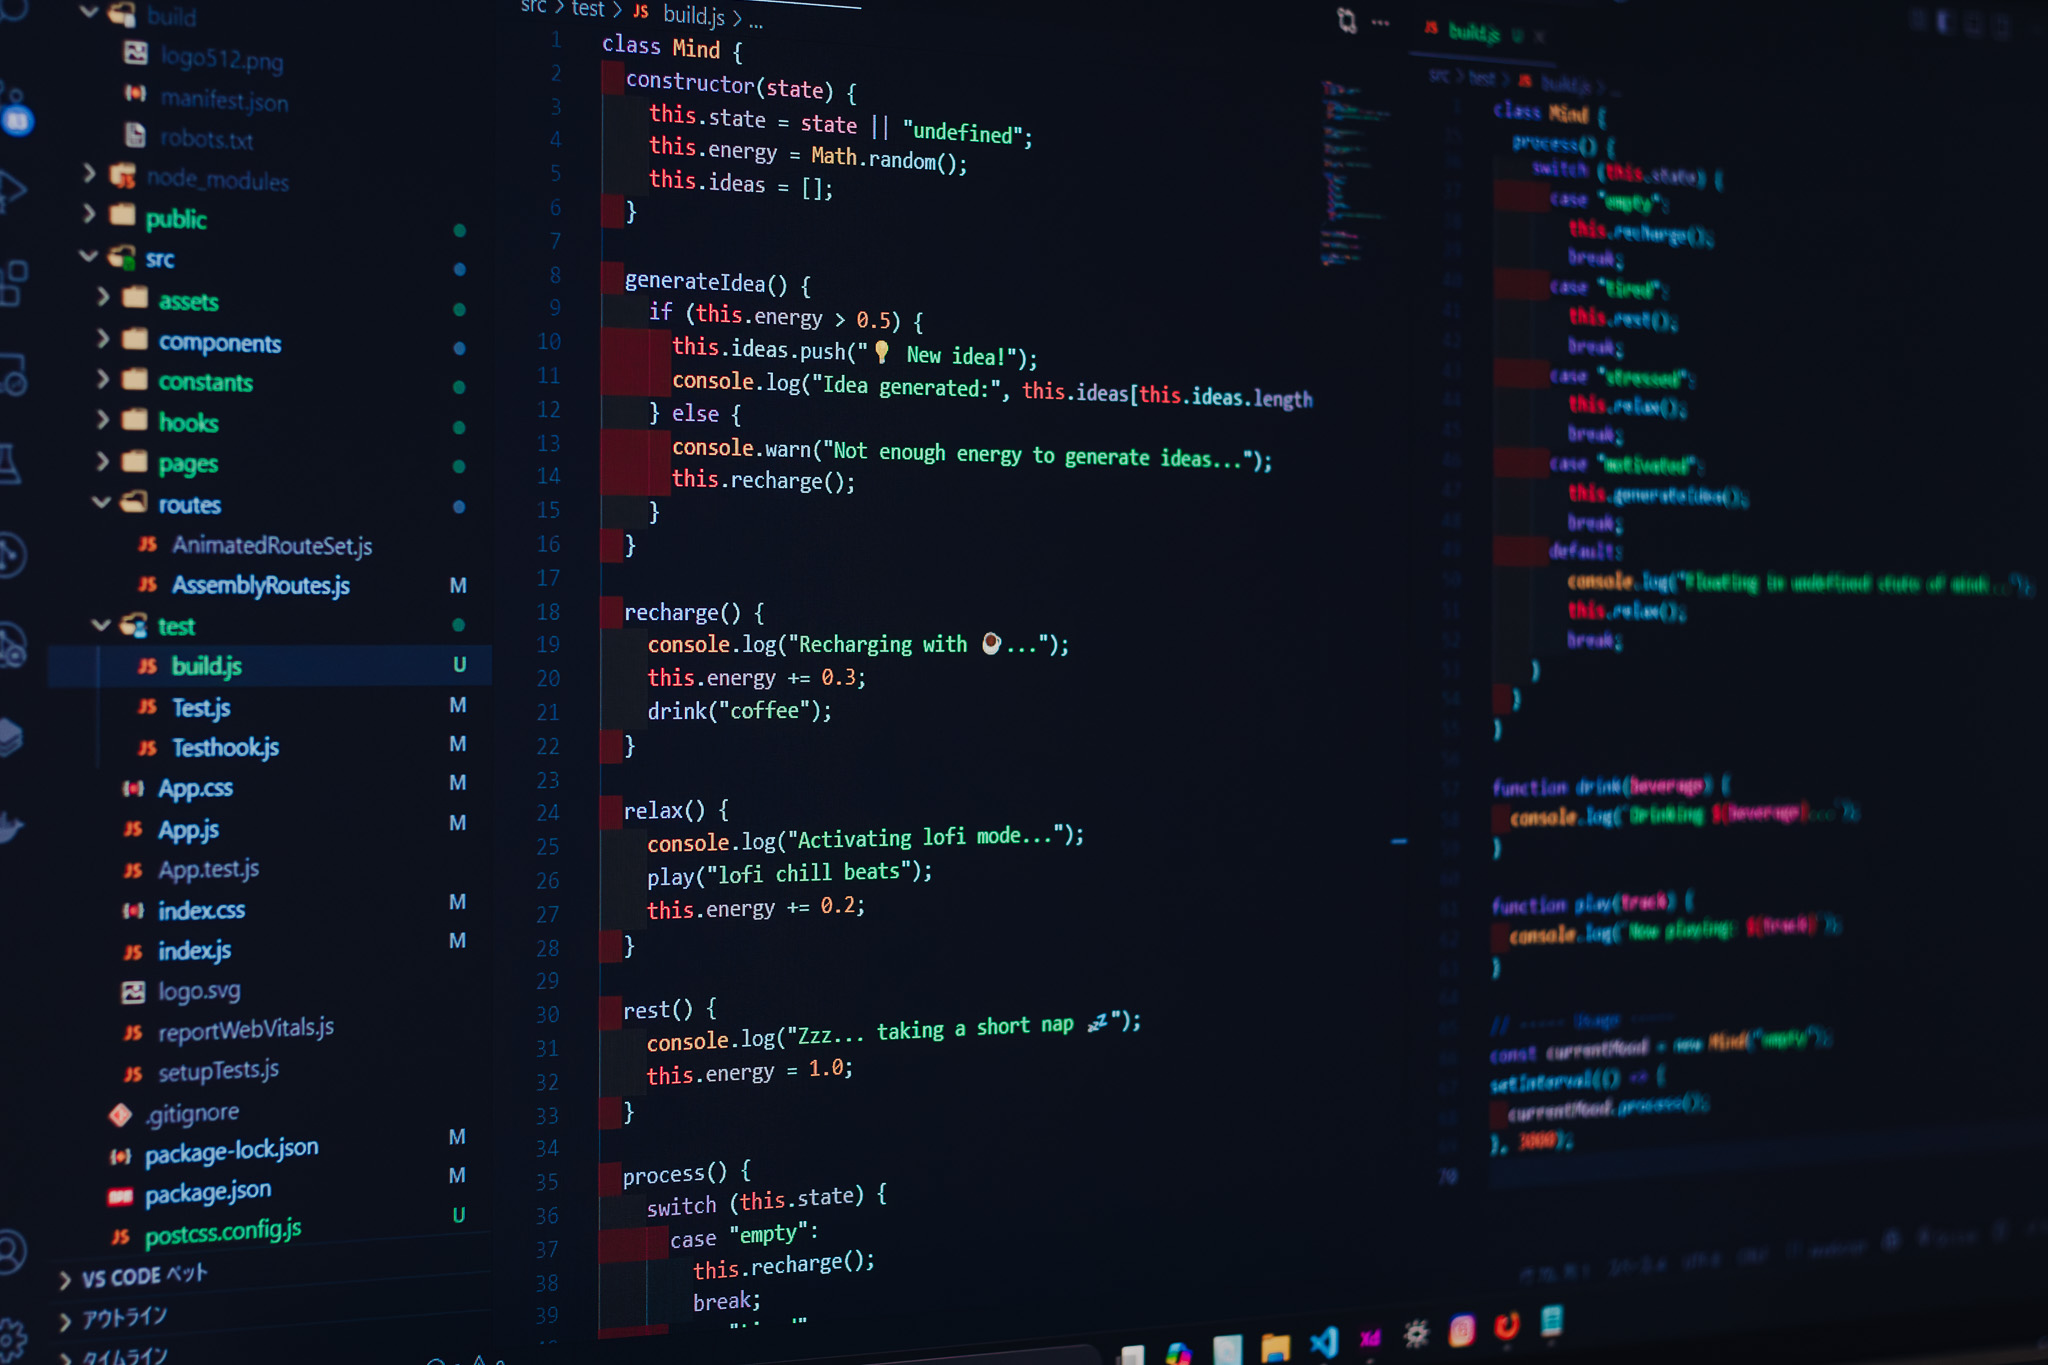 build
logo512.png
manifest.json
robots.txt
node_modules
public
src
assets
components
constants
hooks
pages
routes
AnimatedRouteSet.js
AssemblyRoutes.js M
test
build.js U
Test.js M
Testhook.js M
App.css M
App.js M
App.test.js
index.css M
index.js M
logo.svg
reportWebVitals.js
setupTests.js
.gitignore
package-lock.json M
package.json M
postcss.config.js U
VS CODE ペット
アウトライン
タイムライン
src > test > JS build.js > ...
1 class Mind {
2 constructor(state) {
3 this.state = state || "undefined";
4 this.energy = Math.random();
5 this.ideas = [];
6 }
7
8 generateIdea() {
9 if (this.energy > 0.5) {
10 this.ideas.push("💡 New idea!");
11 console.log("Idea generated:", this.ideas[this.ideas.length
12 } else {
13 console.warn("Not enough energy to generate ideas...");
14 this.recharge();
15 }
16 }
17
18 recharge() {
19 console.log("Recharging with ☕...");
20 this.energy += 0.3;
21 drink("coffee");
22 }
23
24 relax() {
25 console.log("Activating lofi mode...");
26 play("lofi chill beats");
27 this.energy += 0.2;
28 }
29
30 rest() {
31 console.log("Zzz... taking a short nap 💤");
32 this.energy = 1.0;
33 }
34
35 process() {
36 switch (this.state) {
37 case "empty":
38 this.recharge();
39 break;
JS build.js U
src > test > JS build.js > ...
class Mind {
process() {
switch (this.state) {
case "empty":
this.recharge();
break;
case "tired":
this.rest();
break;
case "stressed":
this.relax();
break;
case "motivated":
this.generateIdea();
break;
default:
console.log("Floating in undefined state of mind...");
this.relax();
break;
}
}
}
function drink(beverage) {
console.log(`Drinking ${beverage}...`);
}
function play(track) {
console.log(`Now playing: ${track}`);
}
// ----- Usage -----
const currentMood = new Mind("empty");
setInterval(() => {
currentMood.process();
}, 3000);
70